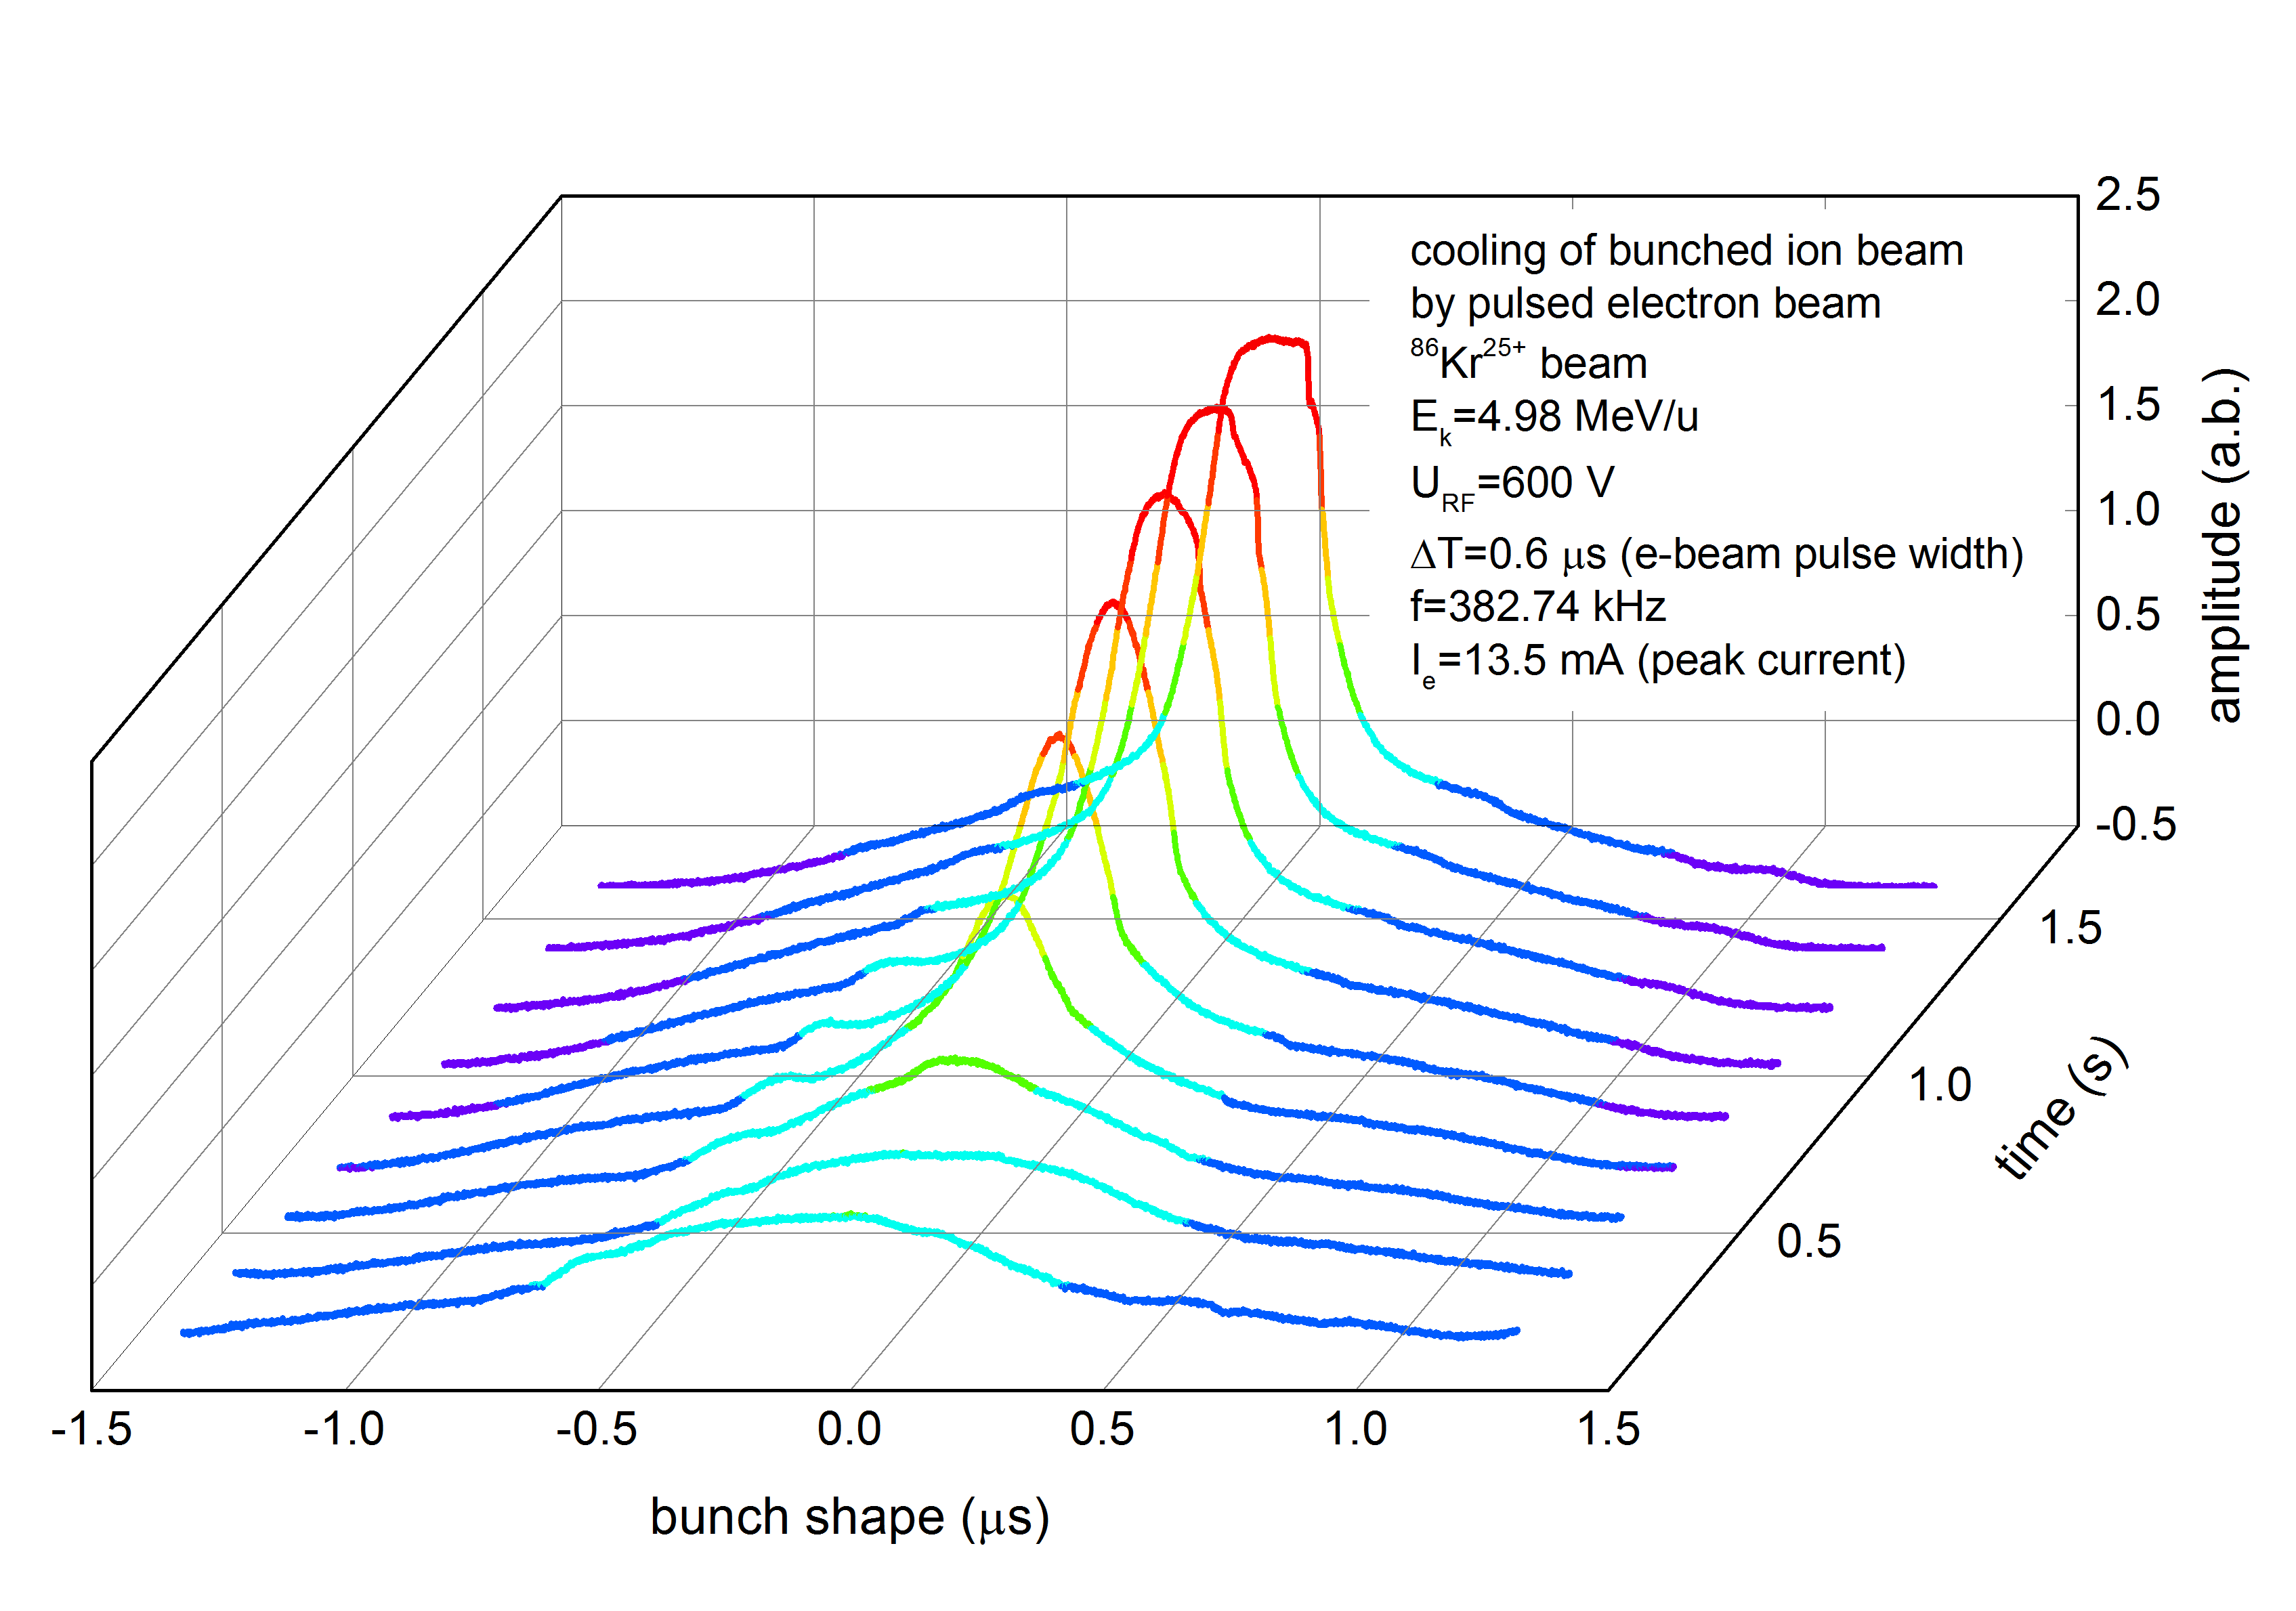 2.5
cooling of bunched ion beam
by pulsed electron beam
2.0
⁸⁶Kr²⁵⁺ beam
1.5
Eₖ=4.98 MeV/u
U_RF=600 V
1.0
ΔT=0.6 μs (e-beam pulse width)
f=382.74 kHz
0.5
Iₑ=13.5 mA (peak current)
0.0
-0.5
amplitude (a.b.)
1.5
1.0
0.5
time (s)
-1.5 -1.0 -0.5 0.0 0.5 1.0 1.5
bunch shape (μs)